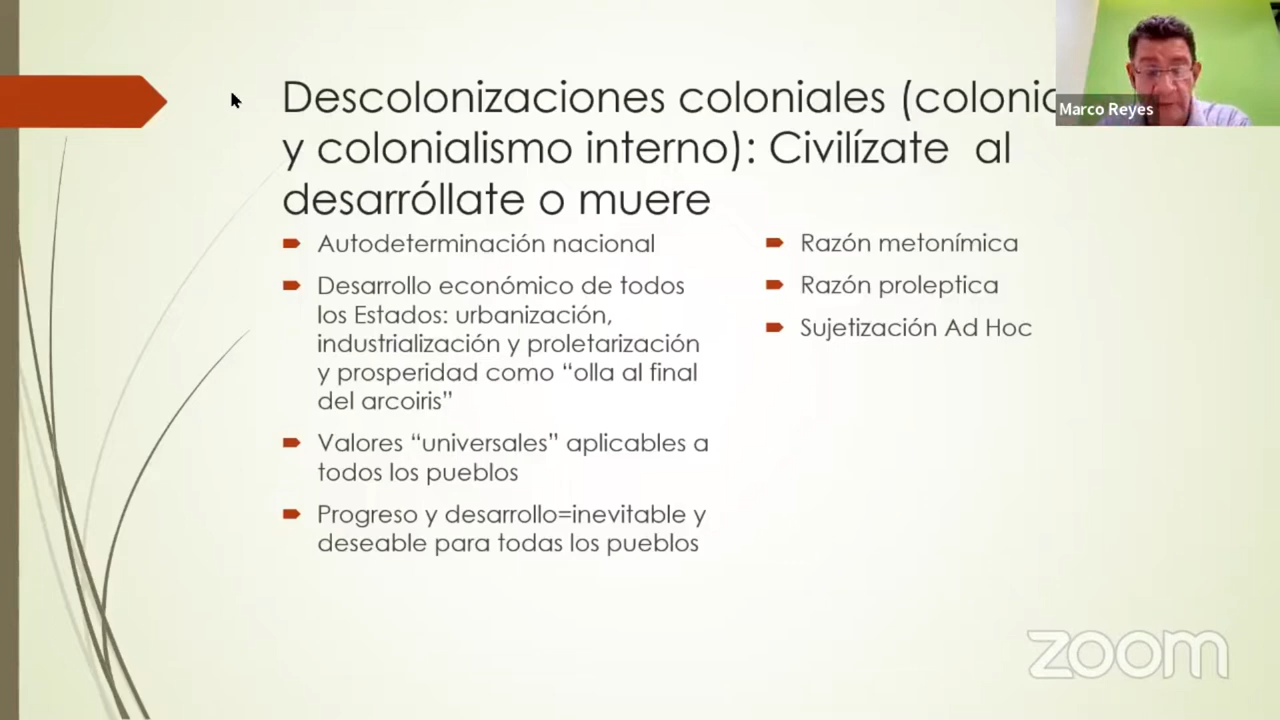 Descolonizaciones coloniales
y colonialismo interno): Civilízate al
desarróllate o muere
Autodeterminación nacional
Desarrollo económico de todos
los Estados: urbanización,
industrialización y proletarización
y prosperidad como “olla al final
del arcoiris”
Valores “universales” aplicables a
todos los pueblos
Progreso y desarrollo=inevitable y
deseable para todas los pueblos
Razón metonímica
Razón proleptica
Sujetización Ad Hoc
Marco Reyes
zoom